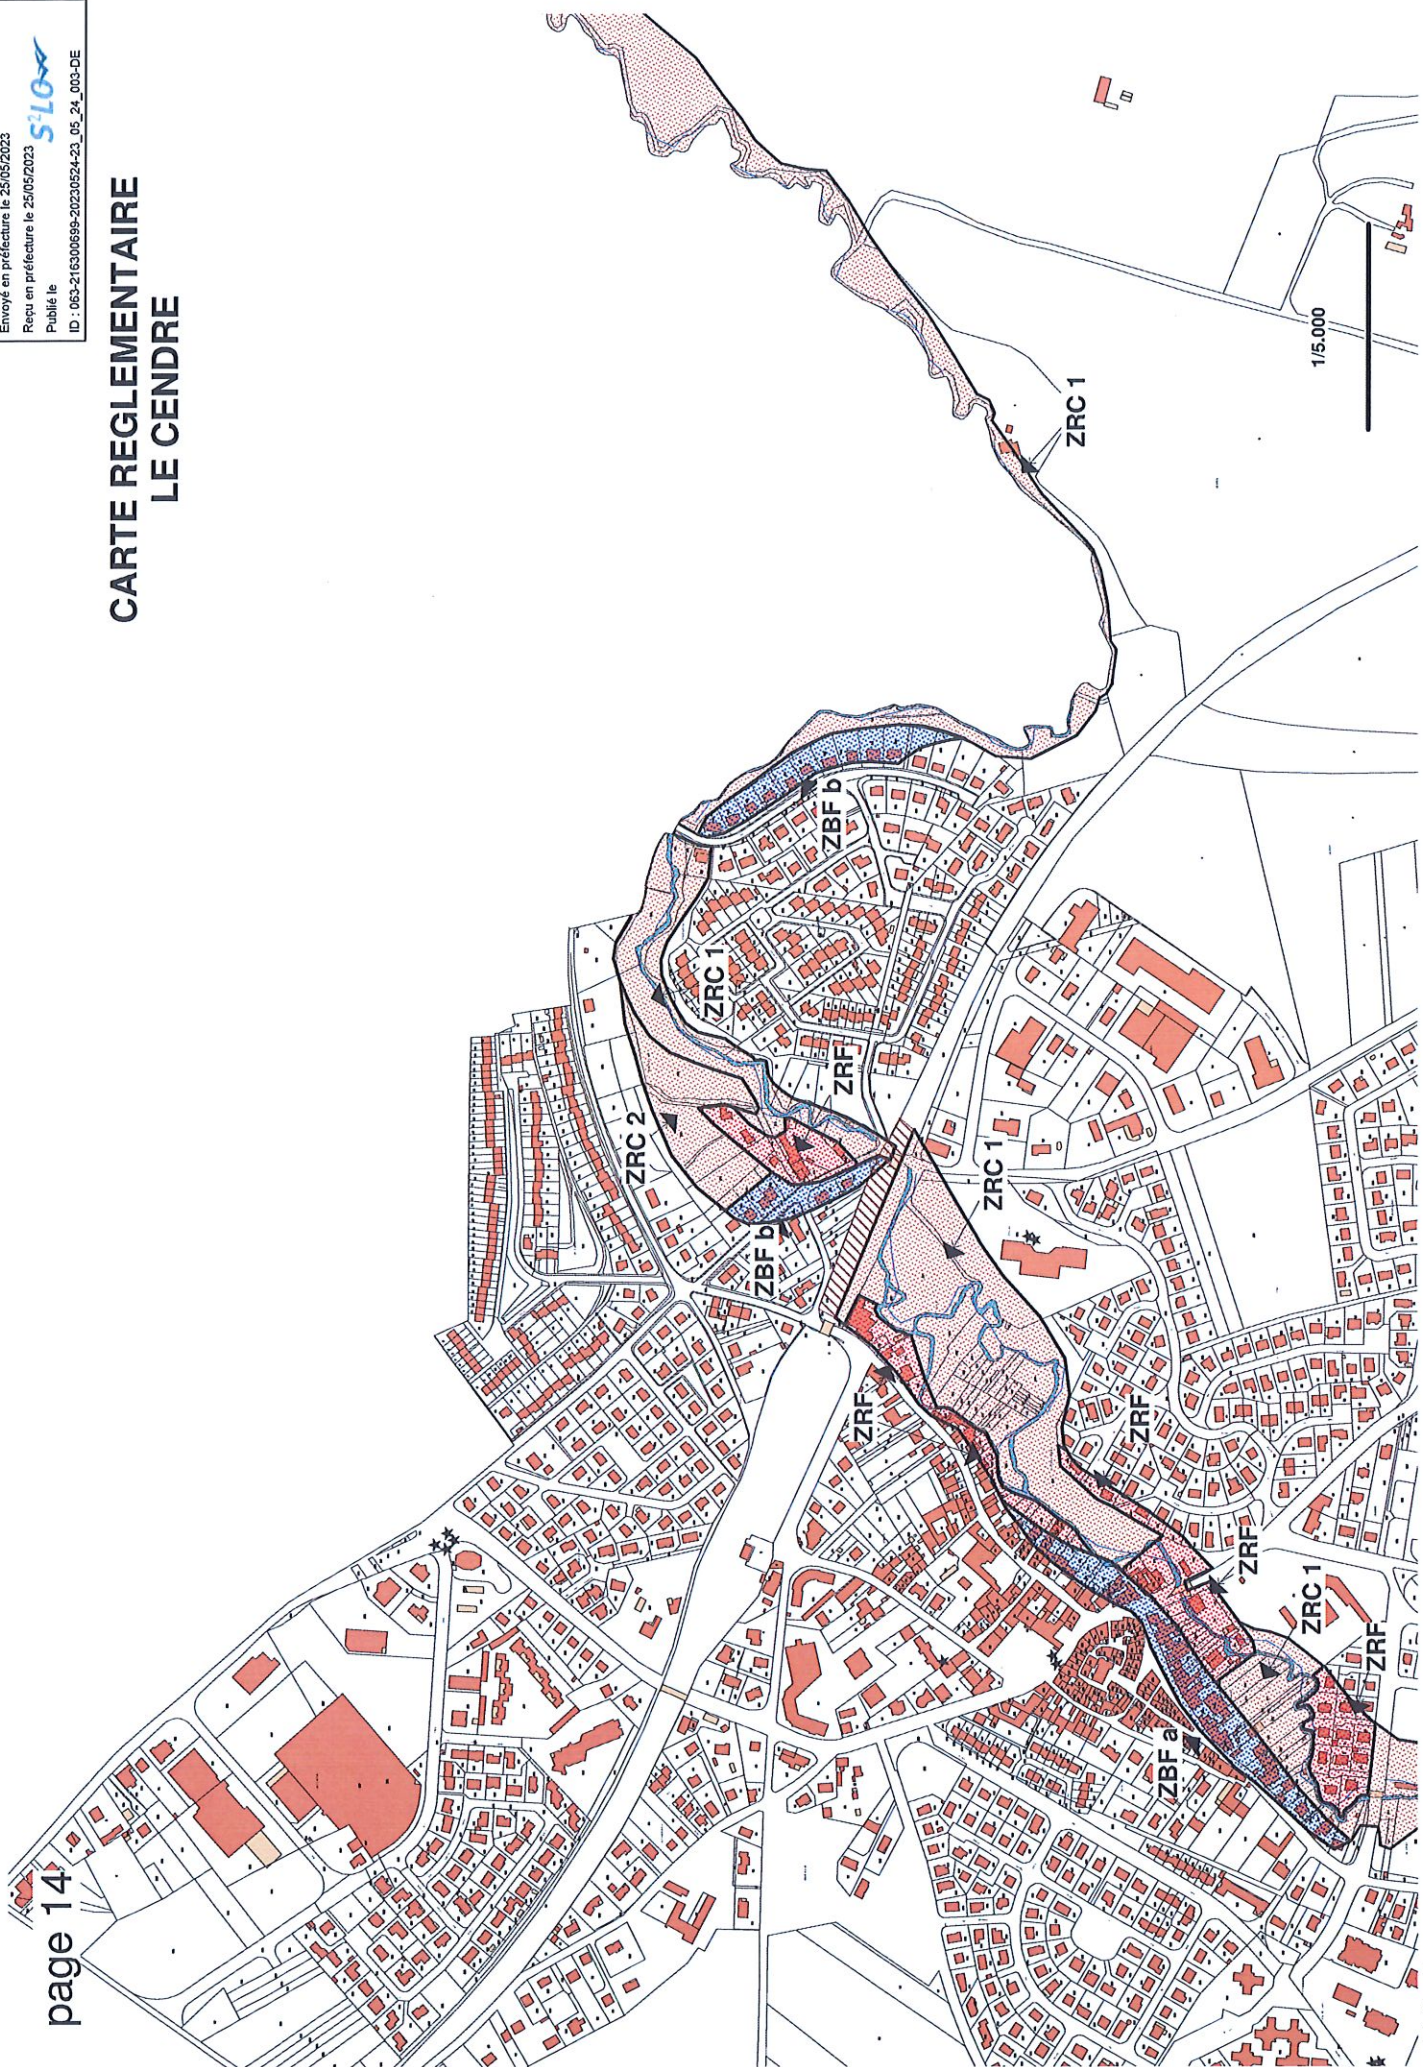 Envoyé en préfecture le 25/05/2023
Reçu en préfecture le 25/05/2023
Publié le
S²LOW
ID : 063-216300699-20230524-23_05_24_003-DE
CARTE REGLEMENTAIRE
LE CENDRE
page 14
ZBF a
ZRF
ZBF b
ZRC 2
ZRF
ZRC 1
ZBF b
ZRC 1
ZRF
ZRF
ZRC 1
ZRF
ZRC 1
1/5.000